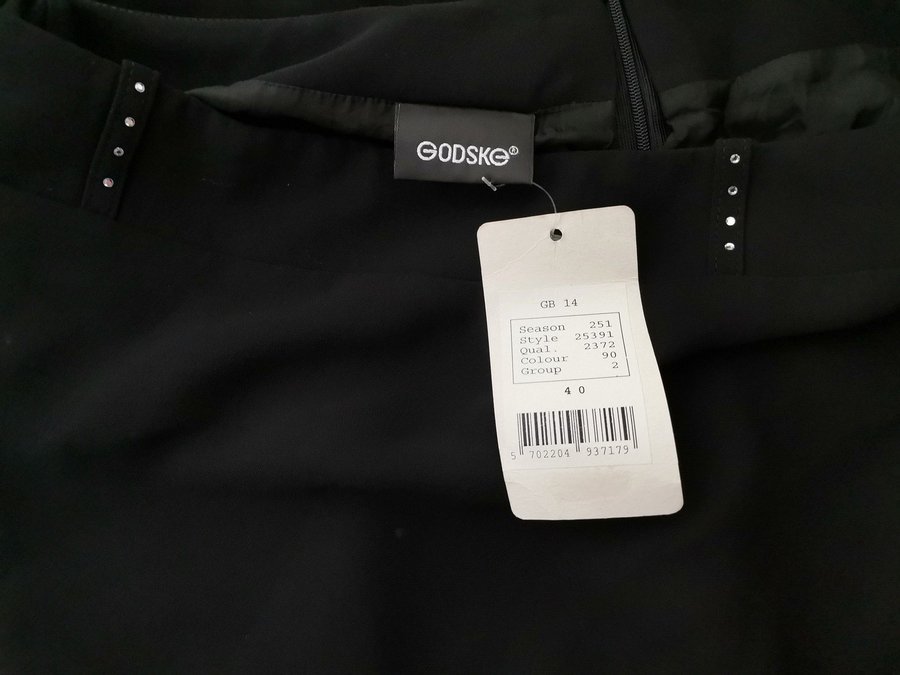 GODSKE®
GB 14
Season 251
Style 25391
Qual. 2372
Colour 90
Group 2
40
5 702204 937179